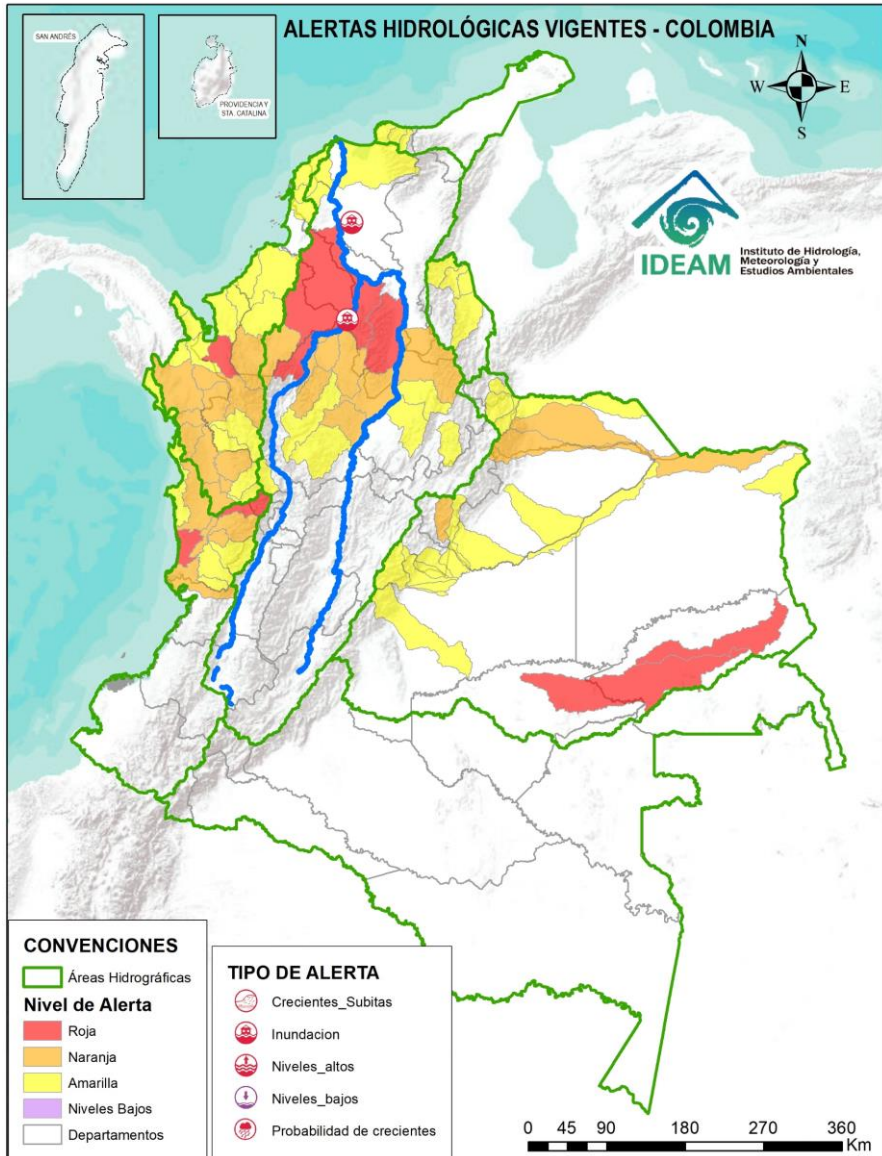 ALERTAS HIDROLÓGICAS VIGENTES - COLOMBIA
SAN ANDRÉS
PROVIDENCIA Y
STA. CATALINA
N
W
E
S
IDEAM
Instituto de Hidrología,
Meteorología y
Estudios Ambientales
CONVENCIONES
Áreas Hidrográficas
Nivel de Alerta
Roja
Naranja
Amarilla
Niveles Bajos
Departamentos
TIPO DE ALERTA
Crecientes_Subitas
Inundacion
Niveles_altos
Niveles_bajos
Probabilidad de crecientes
0 45 90 180 270 360
Km